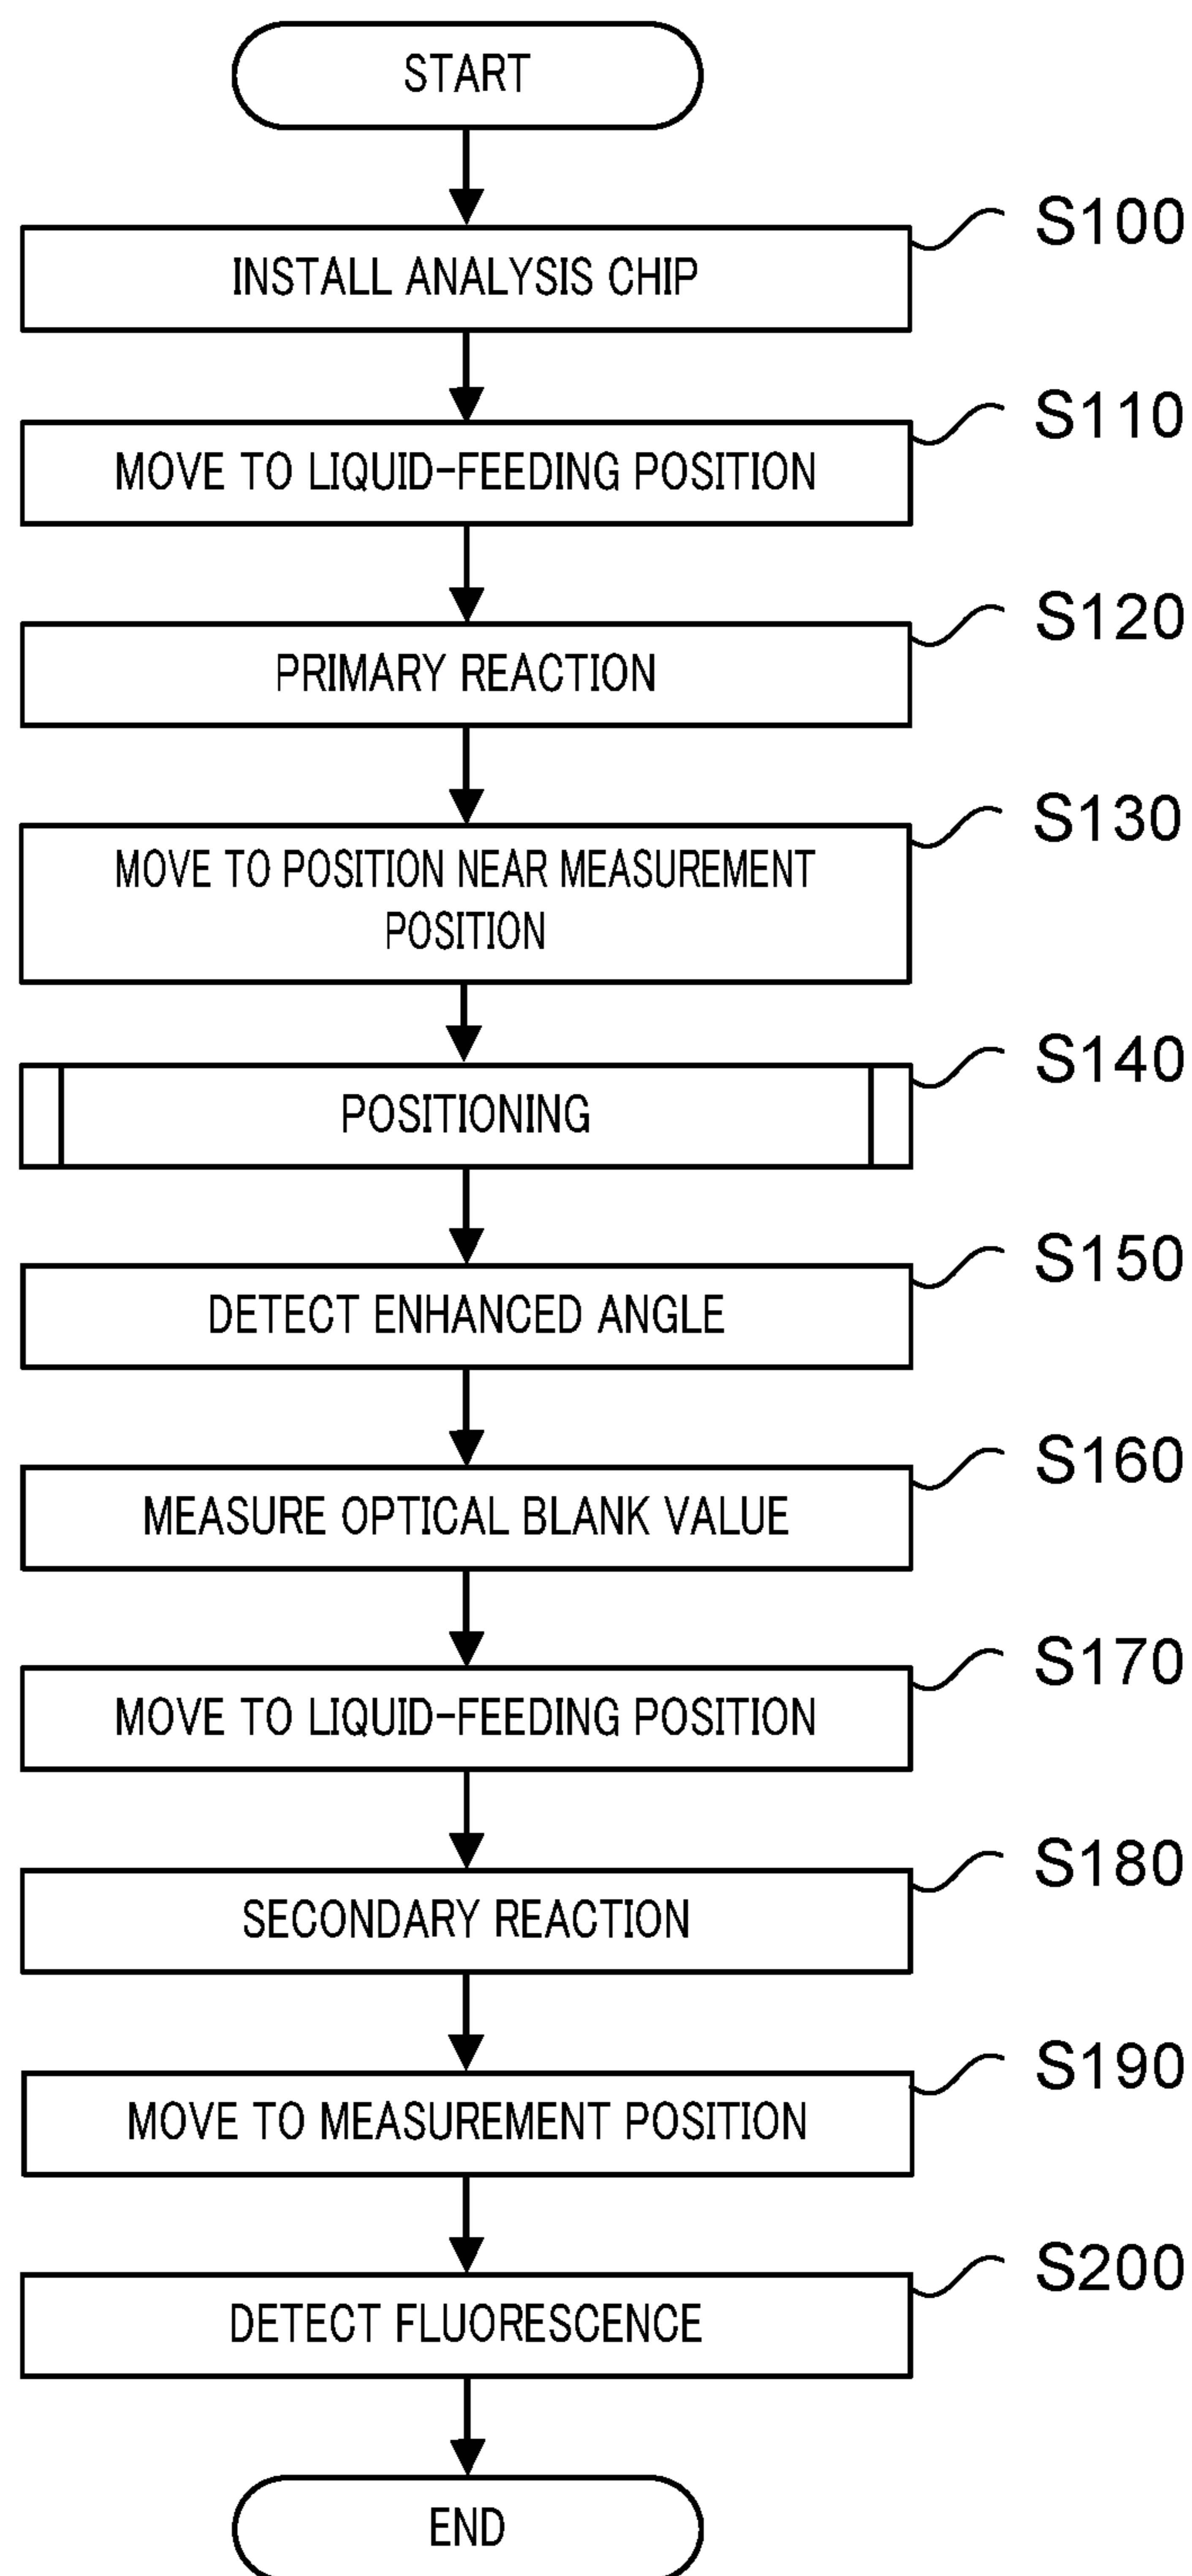 START
S100
INSTALL ANALYSIS CHIP
S110
MOVE TO LIQUID-FEEDING POSITION
S120
PRIMARY REACTION
S130
MOVE TO POSITION NEAR MEASUREMENT
POSITION
S140
POSITIONING
S150
DETECT ENHANCED ANGLE
S160
MEASURE OPTICAL BLANK VALUE
S170
MOVE TO LIQUID-FEEDING POSITION
S180
SECONDARY REACTION
S190
MOVE TO MEASUREMENT POSITION
S200
DETECT FLUORESCENCE
END